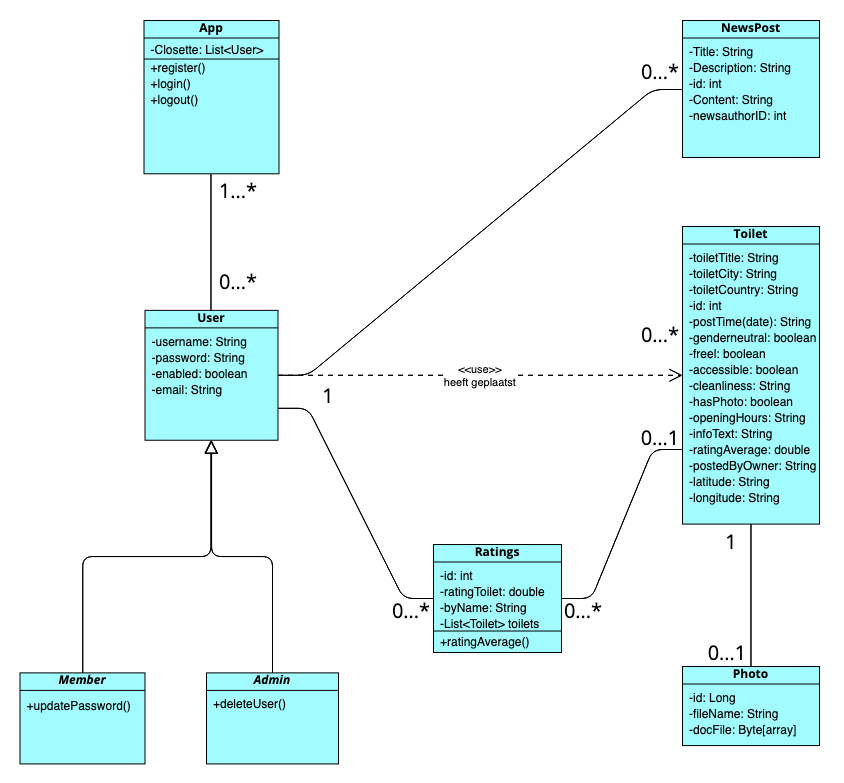 App
-Closette: List<User>
+register()
+login()
+logout()
1...*
0...*
NewsPost
-Title: String
-Description: String
-id: int
-Content: String
-newsauthorID: int
0...*
User
-username: String
-password: String
-enabled: boolean
-email: String
<<use>>
heeft geplaatst
0...*
1
Toilet
-toiletTitle: String
-toiletCity: String
-toiletCountry: String
-id: int
-postTime(date): String
-genderneutral: boolean
-freel: boolean
-accessible: boolean
-cleanliness: String
-hasPhoto: boolean
-openingHours: String
-infoText: String
-ratingAverage: double
-postedByOwner: String
-latitude: String
-longitude: String
0...1
1
0...1
Ratings
-id: int
-ratingToilet: double
-byName: String
-List<Toilet> toilets
+ratingAverage()
0...*
0...*
Member
+updatePassword()
Admin
+deleteUser()
Photo
-id: Long
-fileName: String
-docFile: Byte[array]